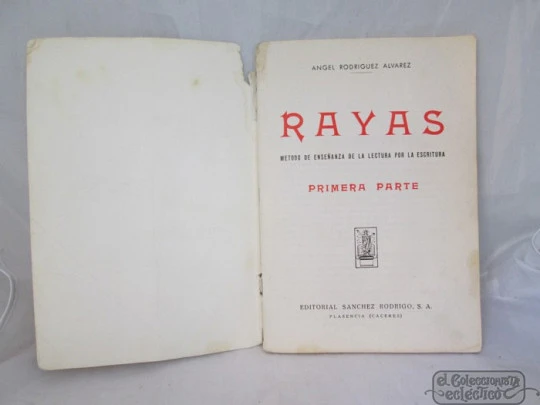 ANGEL RODRIGUEZ ALVAREZ
RAYAS
METODO DE ENSEÑANZA DE LA LECTURA POR LA ESCRITURA
PRIMERA PARTE
EDITORIAL SANCHEZ RODRIGO, S. A.
PLASENCIA (CACERES)
el Coleccionista
ecléctico